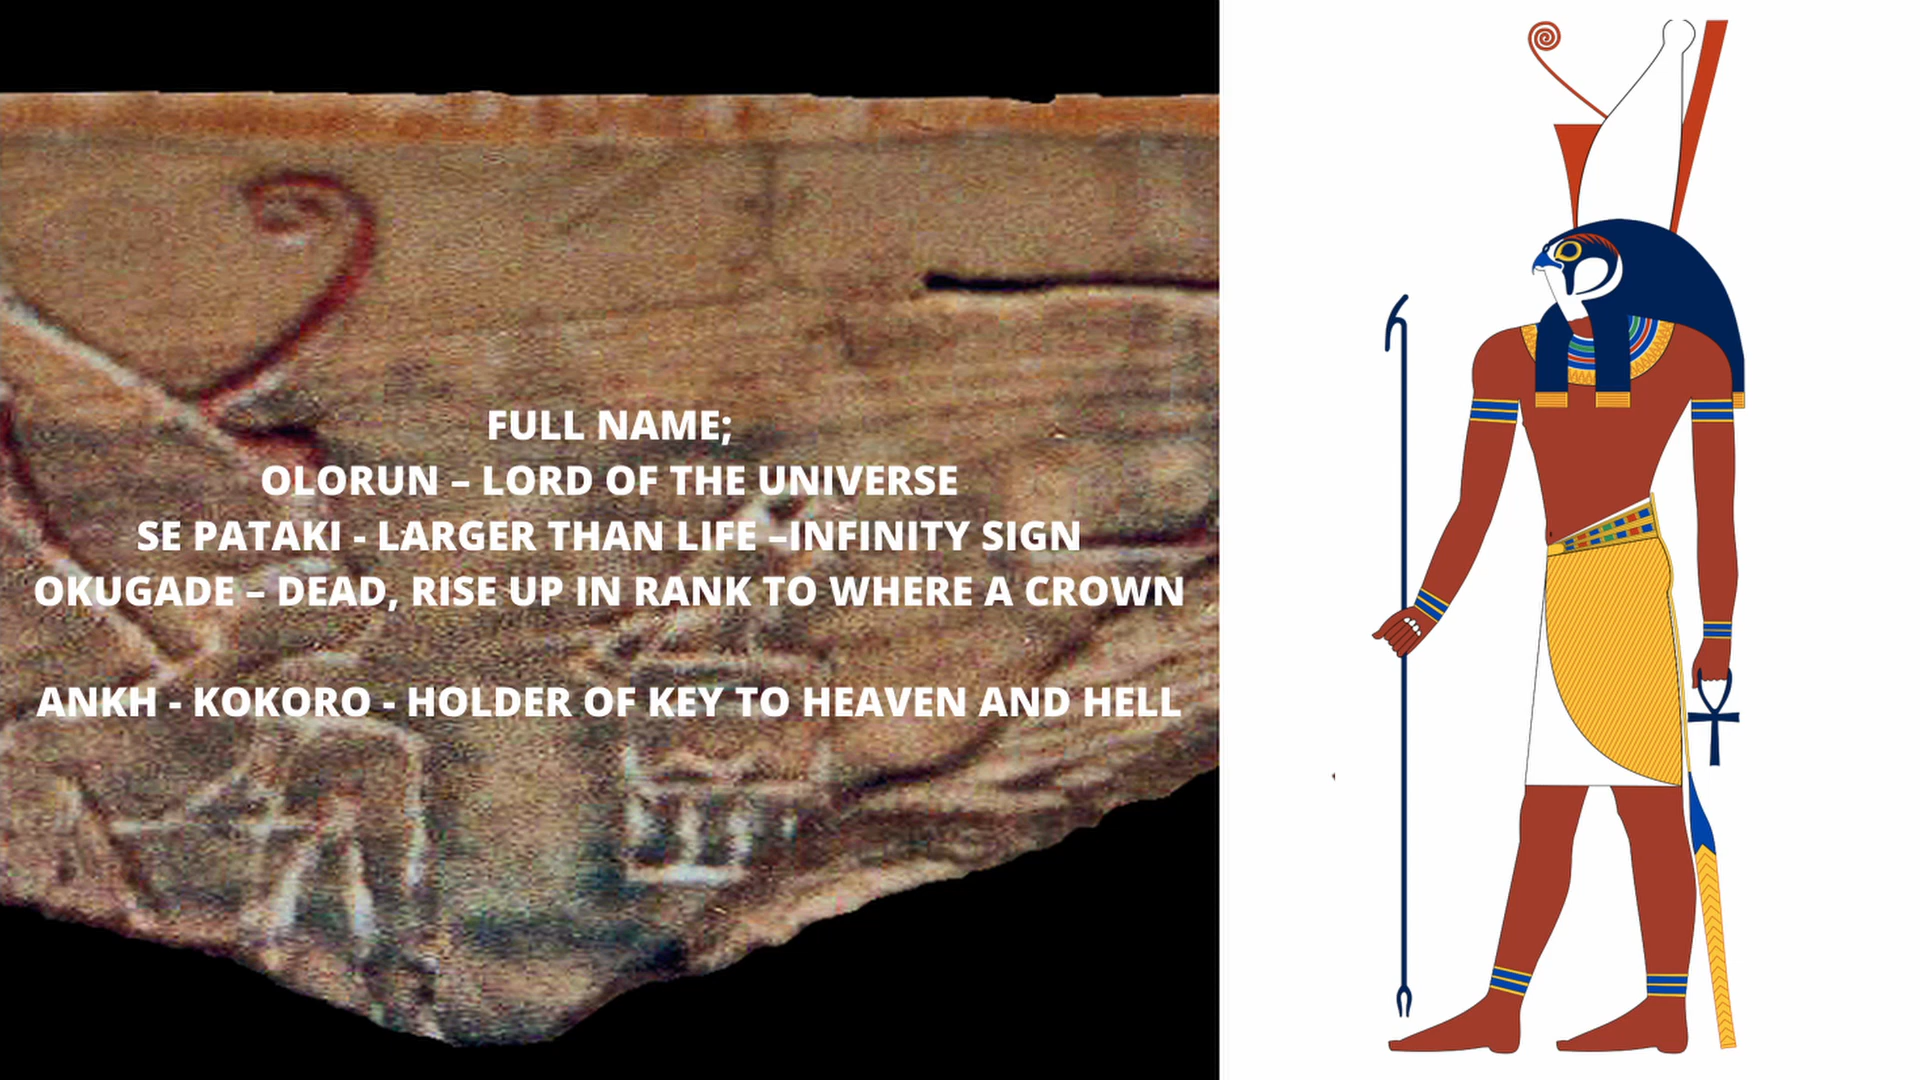 FULL NAME;
OLORUN – LORD OF THE UNIVERSE
SE PATAKI - LARGER THAN LIFE –INFINITY SIGN
OKUGADE – DEAD, RISE UP IN RANK TO WHERE A CROWN
ANKH - KOKORO - HOLDER OF KEY TO HEAVEN AND HELL